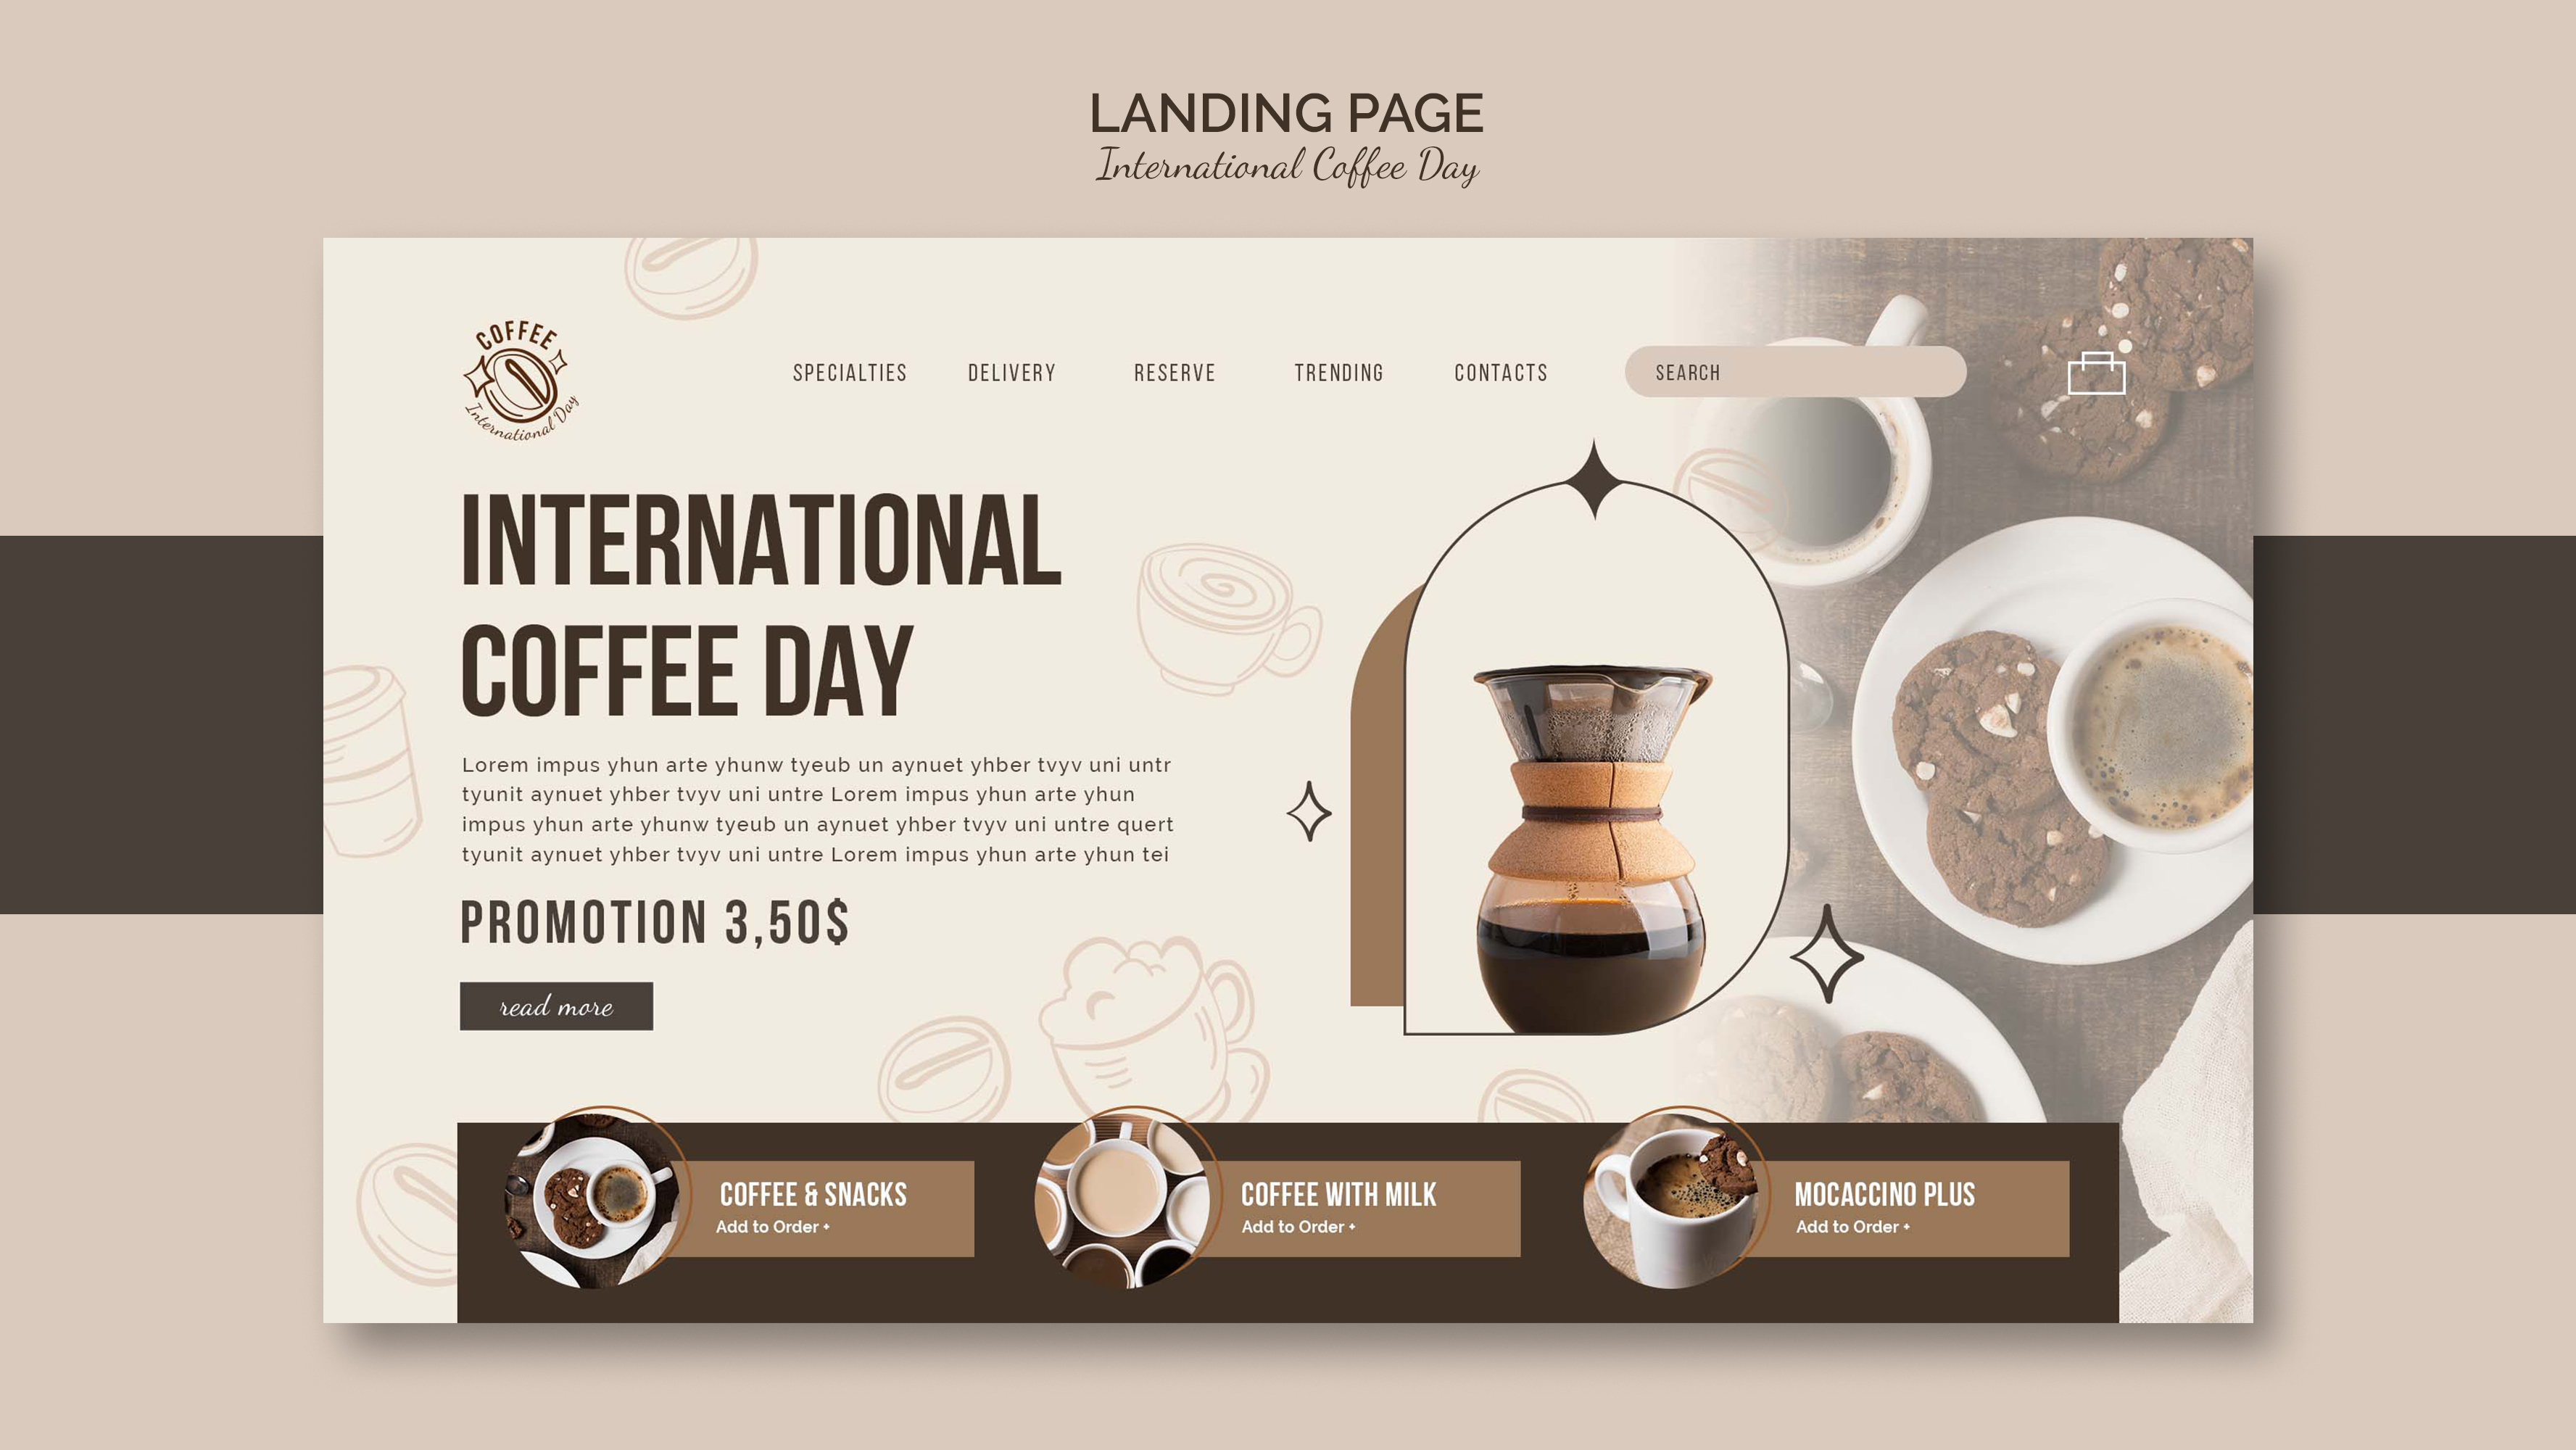 LANDING PAGE
International Coffee Day
COFFEE
International Day
SPECIALTIES
DELIVERY
RESERVE
TRENDING
CONTACTS
SEARCH
INTERNATIONAL
COFFEE DAY
Lorem impus yhun arte yhunw tyeub un aynuet yhber tvyv uni untr
tyunit aynuet yhber tvyv uni untre Lorem impus yhun arte yhun
impus yhun arte yhunw tyeub un aynuet yhber tvyv uni untre quert
tyunit aynuet yhber tvyv uni untre Lorem impus yhun arte yhun tei
PROMOTION 3,50$
read more
COFFEE & SNACKS
Add to Order +
COFFEE WITH MILK
Add to Order +
MOCACCINO PLUS
Add to Order +